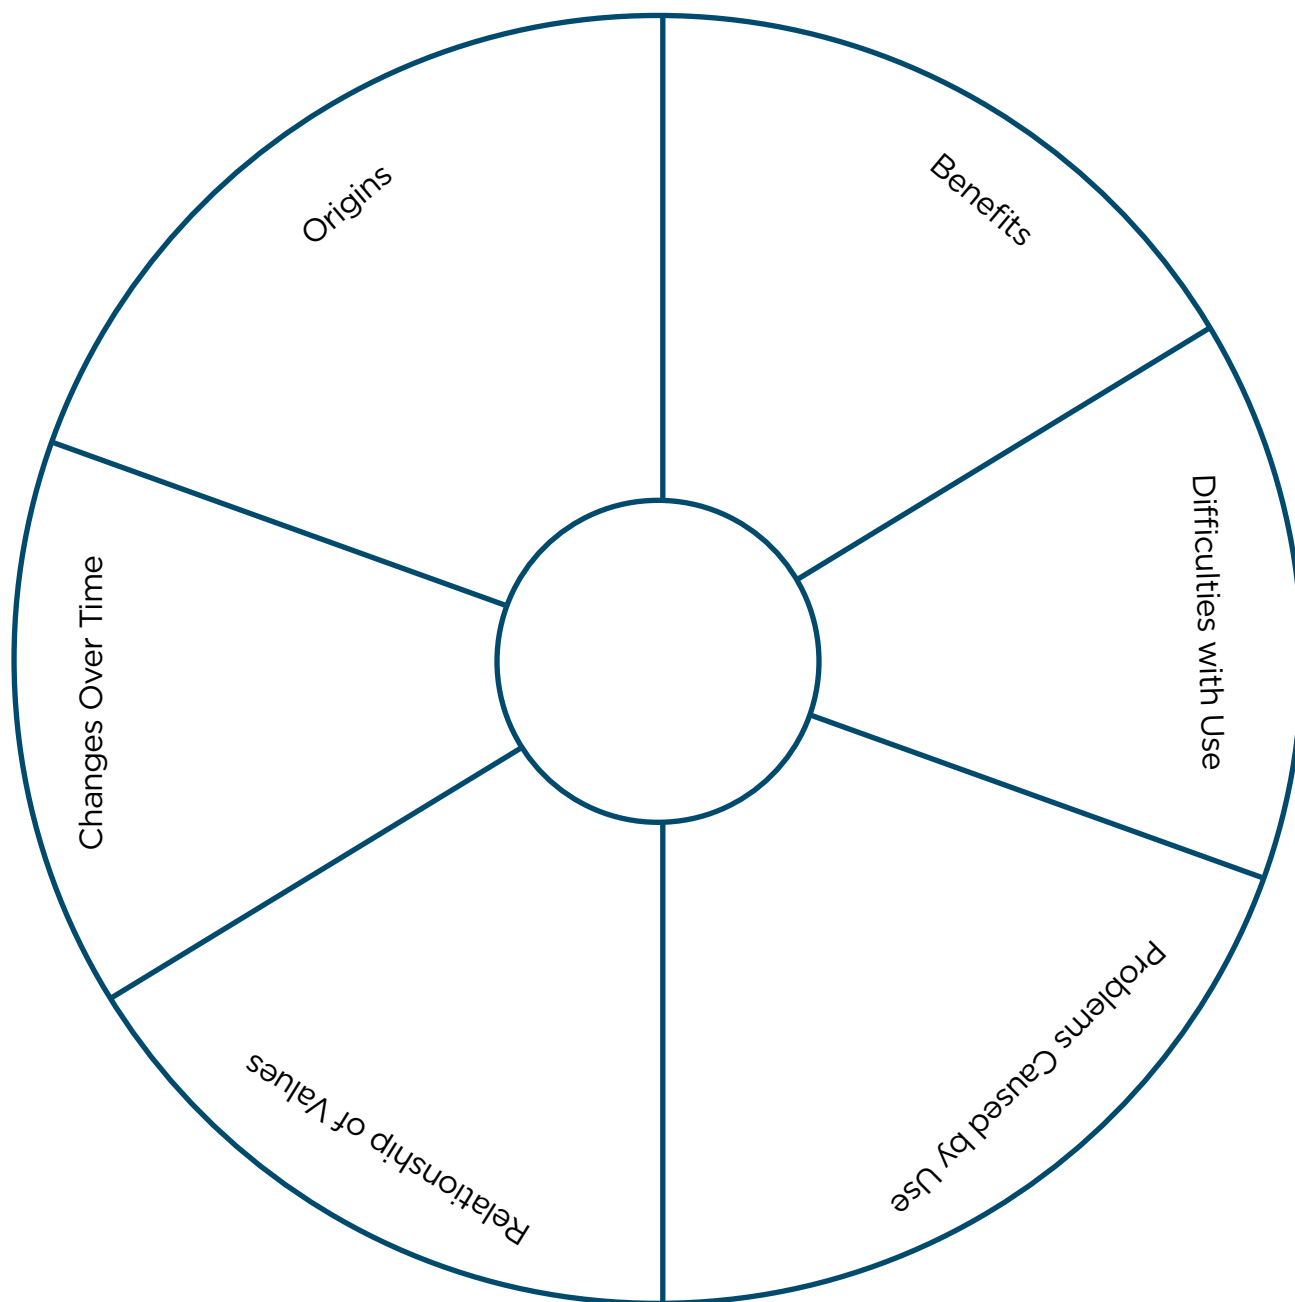 Origins
Benefits
Difficulties with Use
Problems Caused by Use
Relationship of Values
Changes Over Time